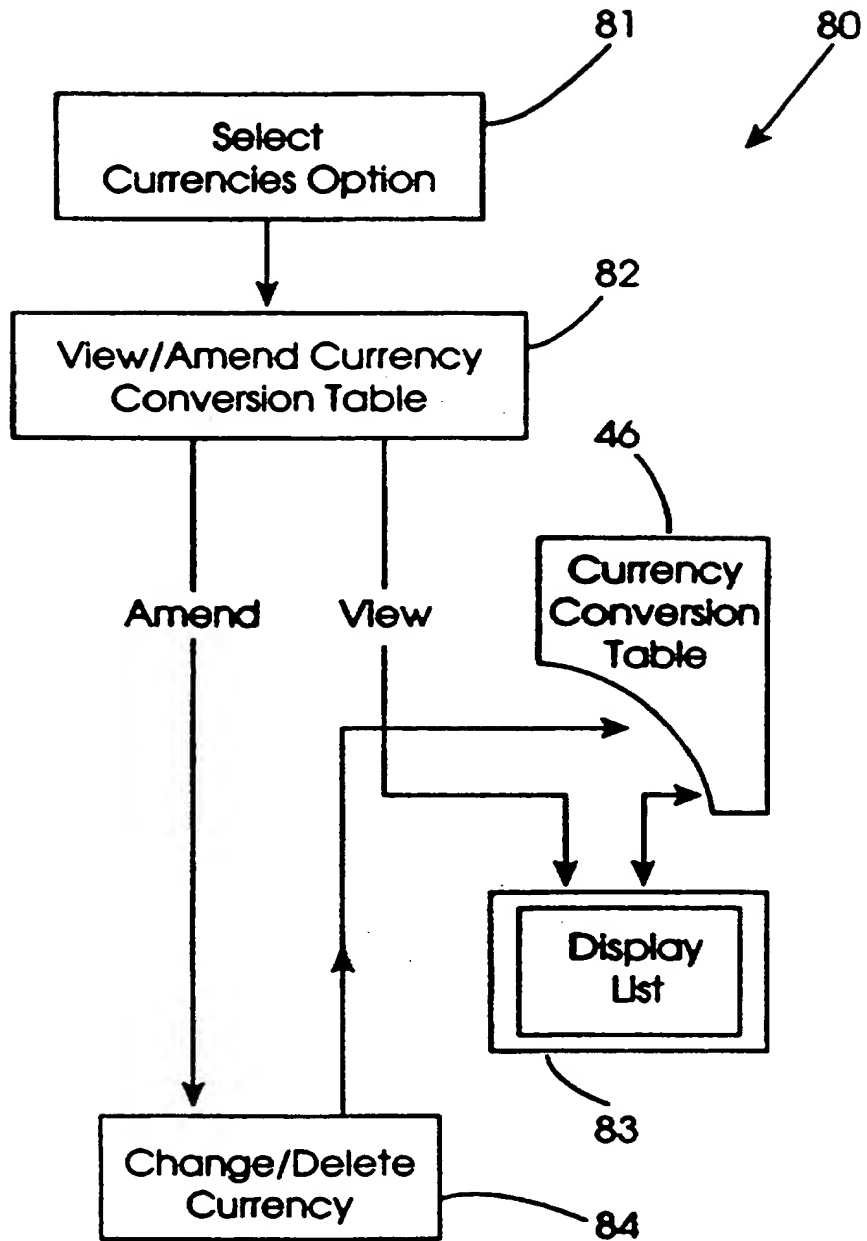 81
80
Select
Currencies Option
82
View/Amend Currency
Conversion Table
46
Currency
Conversion
Table
Amend
View
Display
List
83
Change/Delete
Currency
84